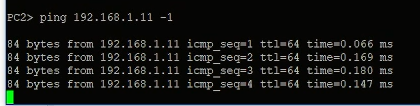 PC2> ping 192.168.1.11 -1
84 bytes from 192.168.1.11 icmp_seq=1 ttl=64 time=0.066 ms
84 bytes from 192.168.1.11 icmp_seq=2 ttl=64 time=0.169 ms
84 bytes from 192.168.1.11 icmp_seq=3 ttl=64 time=0.180 ms
84 bytes from 192.168.1.11 icmp_seq=4 ttl=64 time=0.147 ms